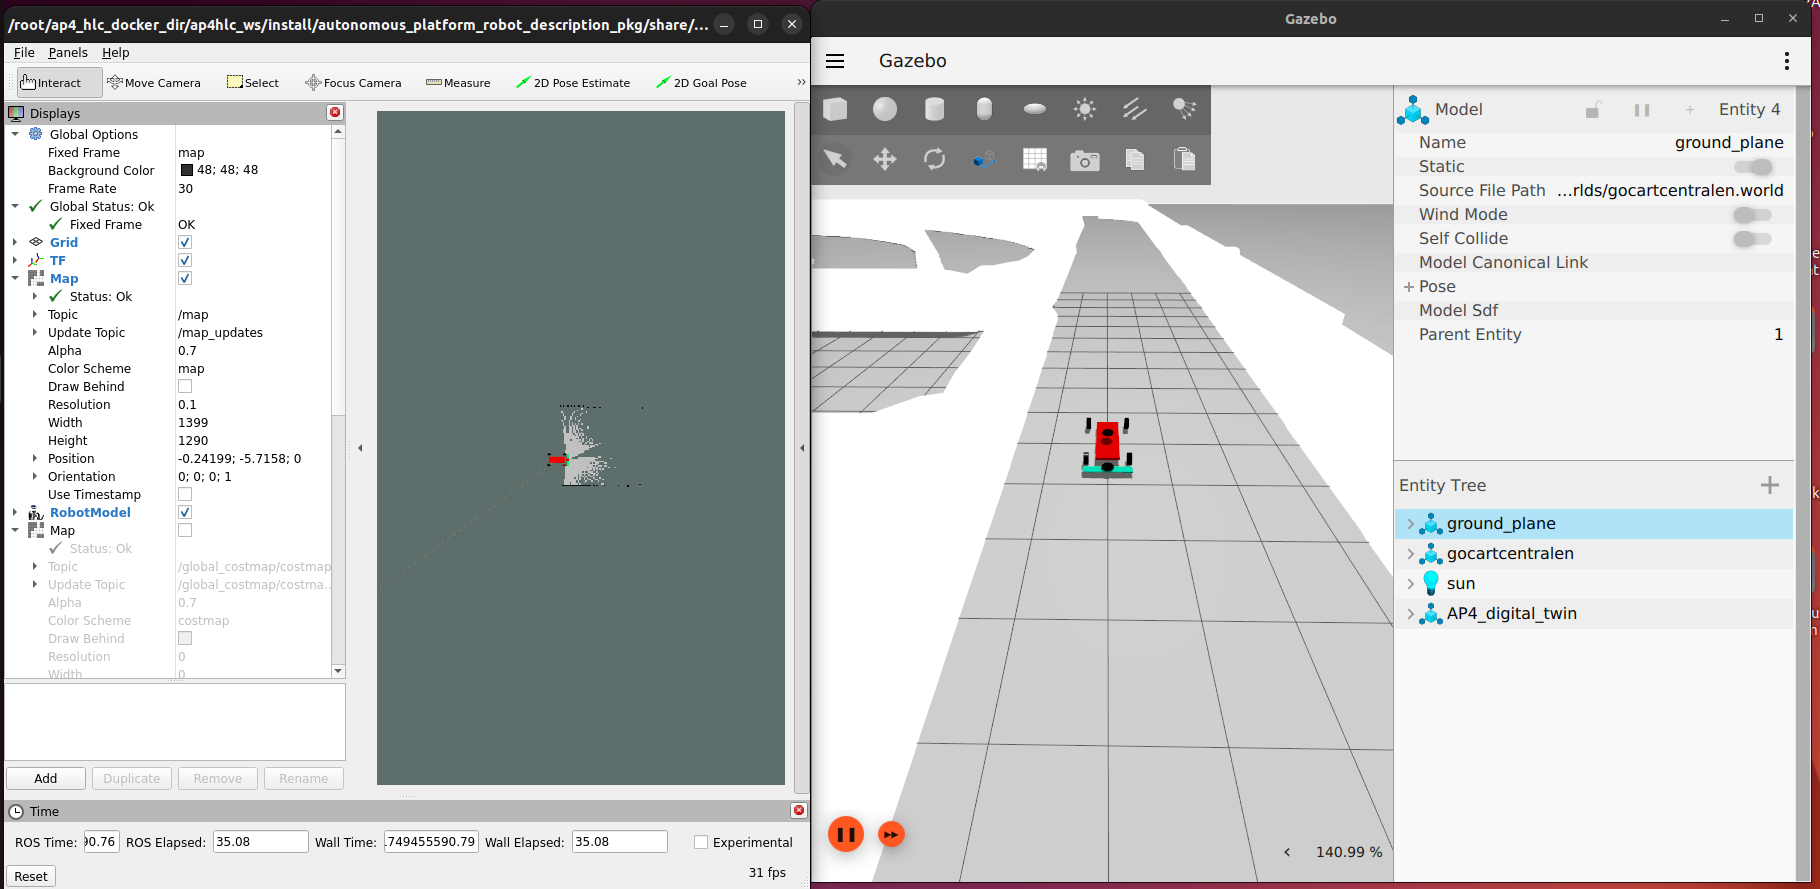 /root/ap4_hlc_docker_dir/ap4hlc_ws/install/autonomous_platform_robot_description_pkg/share/...
File Panels Help
Interact Move Camera Select Focus Camera Measure 2D Pose Estimate 2D Goal Pose »
Displays
Global Options
Fixed Frame map
Background Color 48; 48; 48
Frame Rate 30
Global Status: Ok
Fixed Frame OK
Grid
TF
Map
Status: Ok
Topic /map
Update Topic /map_updates
Alpha 0.7
Color Scheme map
Draw Behind
Resolution 0.1
Width 1399
Height 1290
Position -0.24199; -5.7158; 0
Orientation 0; 0; 0; 1
Use Timestamp
RobotModel
Map
Status: Ok
Topic /global_costmap/costmap
Update Topic /global_costmap/costma...
Alpha 0.7
Color Scheme costmap
Draw Behind
Resolution 0
Width 0
Add Duplicate Remove Rename
Time
ROS Time: 90.76 ROS Elapsed: 35.08 Wall Time: .749455590.79 Wall Elapsed: 35.08 Experimental
Reset 31 fps
Gazebo
Gazebo
Model + Entity 4
Name ground_plane
Static
Source File Path ...rlds/gocartcentralen.world
Wind Mode
Self Collide
Model Canonical Link
+ Pose
Model Sdf
Parent Entity 1
Entity Tree +
ground_plane
gocartcentralen
sun
AP4_digital_twin
< 140.99 %